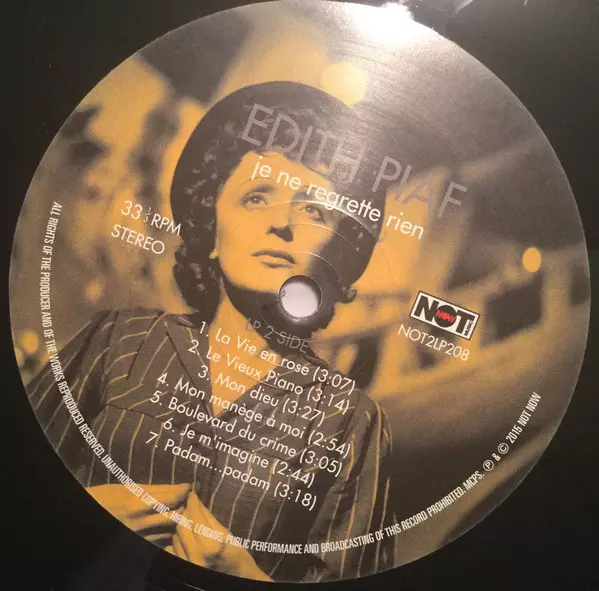 EDITH PIAF
je ne regrette rien
33 1/3 RPM
STEREO
NOT
NOW
NOT2LP208
LP 2 SIDE
1. La Vie en rosé (3:07)
2. Le Vieux Piano (3:14)
3. Mon dieu (3:27)
4. Mon manège à moi (2:54)
5. Boulevard du crime (3:05)
6. Je m'imagine (2:44)
7. Padam...padam (3:18)
ALL RIGHTS OF THE PRODUCER AND OF THE WORKS REPRODUCED RESERVED. UNAUTHORISED COPYING, HIRING, LENDING, PUBLIC PERFORMANCE AND BROADCASTING OF THIS RECORD PROHIBITED. MCPS. ℗ & © 2015 NOT NOW